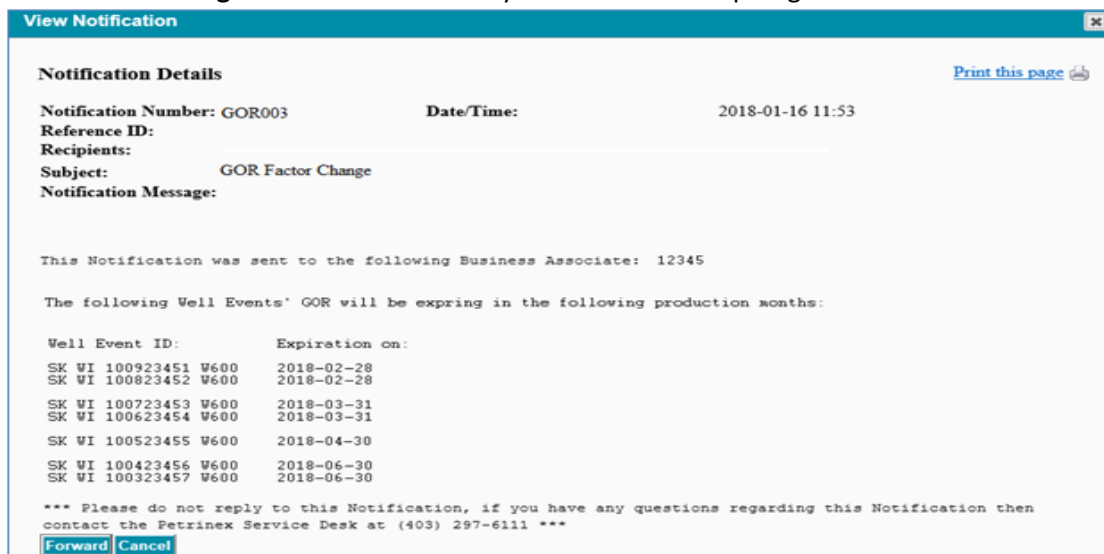 View Notification
Notification Details Print this page
Notification Number: GOR003 Date/Time: 2018-01-16 11:53
Reference ID:
Recipients:
Subject: GOR Factor Change
Notification Message:
This Notification was sent to the following Business Associate: 12345
The following Well Events' GOR will be expring in the following production months:
Well Event ID: Expiration on:
SK WI 100923451 W600 2018-02-28
SK WI 100823452 W600 2018-02-28
SK WI 100723453 W600 2018-03-31
SK WI 100623454 W600 2018-03-31
SK WI 100523455 W600 2018-04-30
SK WI 100423456 W600 2018-06-30
SK WI 100323457 W600 2018-06-30
*** Please do not reply to this Notification, if you have any questions regarding this Notification then
contact the Petrinex Service Desk at (403) 297-6111 ***
Forward Cancel